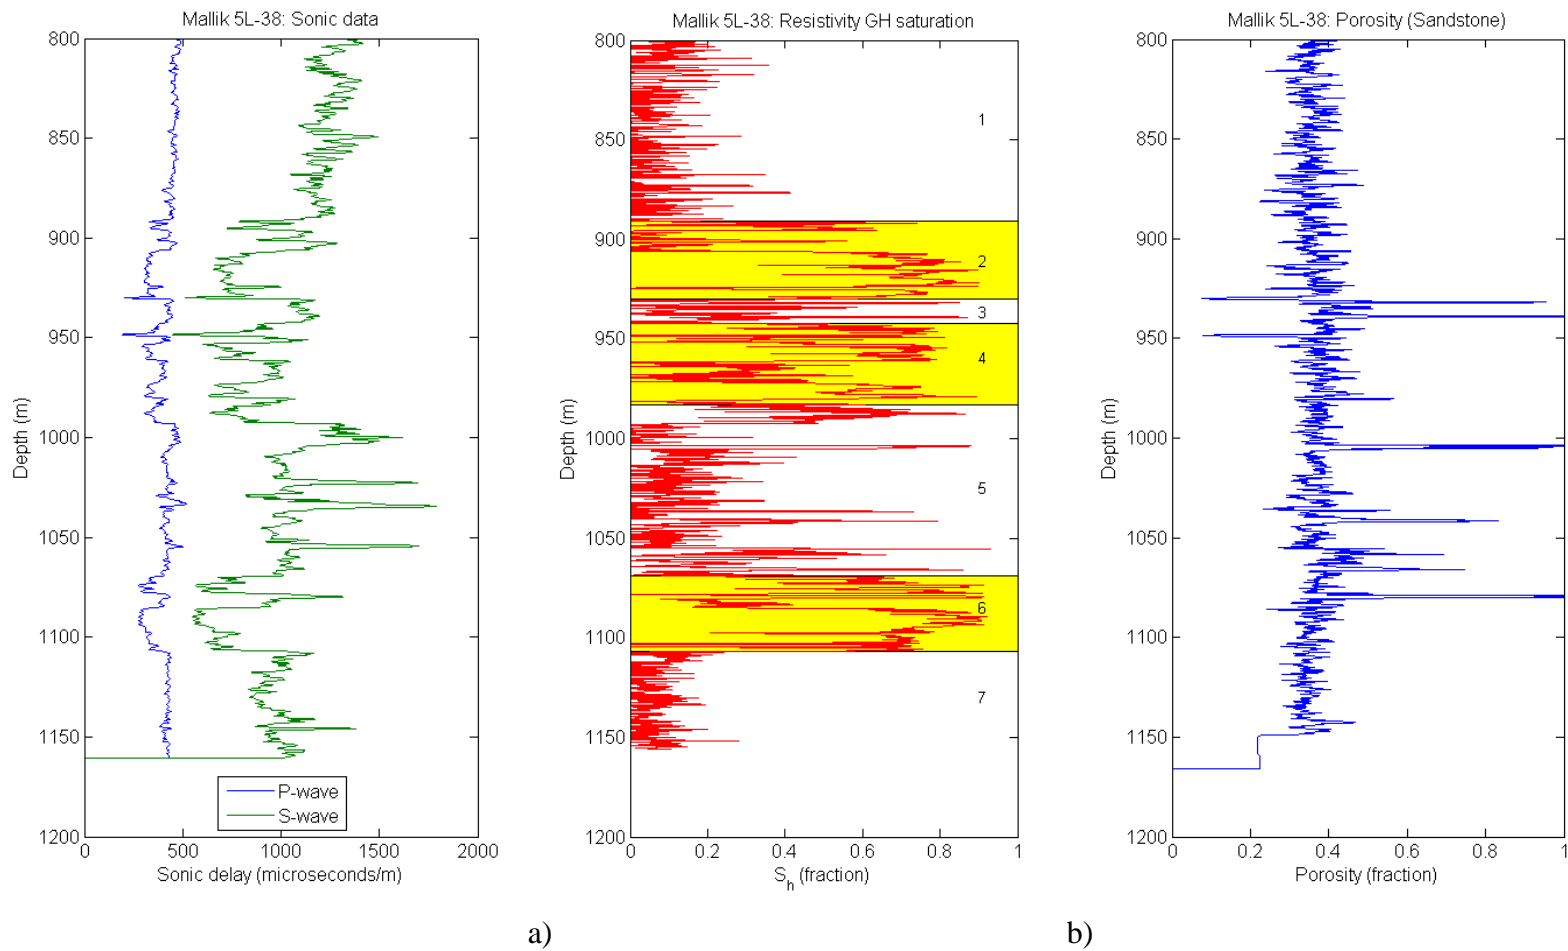 Mallik 5L-38: Sonic data
800
850
900
950
1000
1050
1100
1150
1200
Depth (m)
P-wave
S-wave
0 500 1000 1500 2000
Sonic delay (microseconds/m)
Mallik 5L-38: Resistivity GH saturation
800
850
900
950
1000
1050
1100
1150
1200
Depth (m)
1
2
3
4
5
6
7
0 0.2 0.4 0.6 0.8 1
S_h (fraction)
Mallik 5L-38: Porosity (Sandstone)
800
850
900
950
1000
1050
1100
1150
1200
Depth (m)
0 0.2 0.4 0.6 0.8 1
Porosity (fraction)
a) b)